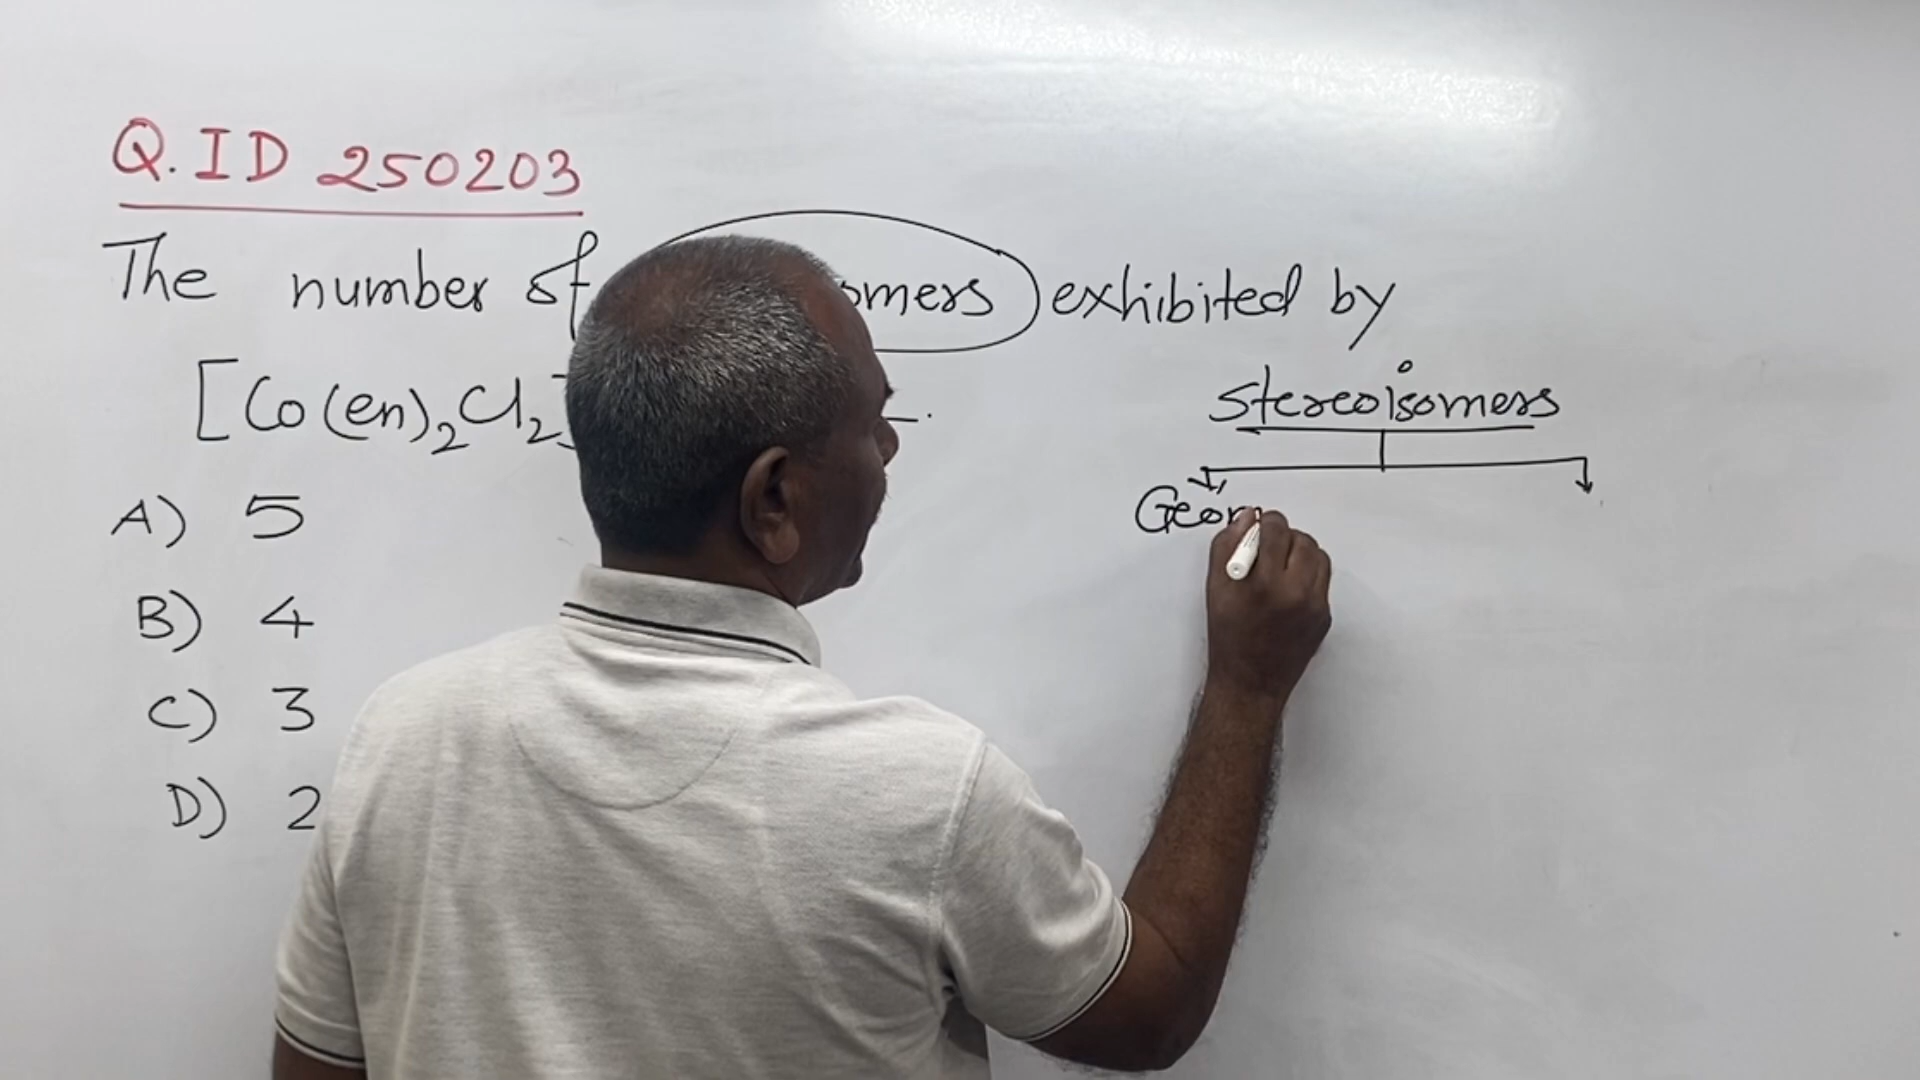 Q. ID 250203
The number of omers exhibited by
[Co(en)₂Cl₂]
stereoisomers
Geom
A) 5
B) 4
C) 3
D) 2